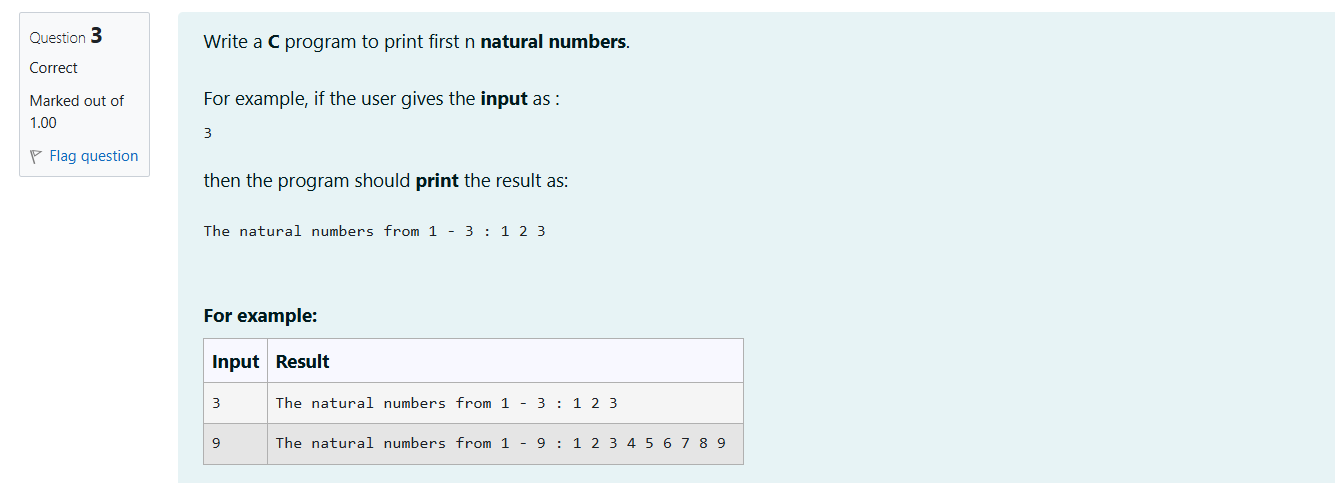 Question 3
Correct
Marked out of
1.00
Flag question
Write a C program to print first n natural numbers.
For example, if the user gives the input as :
3
then the program should print the result as:
The natural numbers from 1 - 3 : 1 2 3
For example:
Input Result
3 The natural numbers from 1 - 3 : 1 2 3
9 The natural numbers from 1 - 9 : 1 2 3 4 5 6 7 8 9